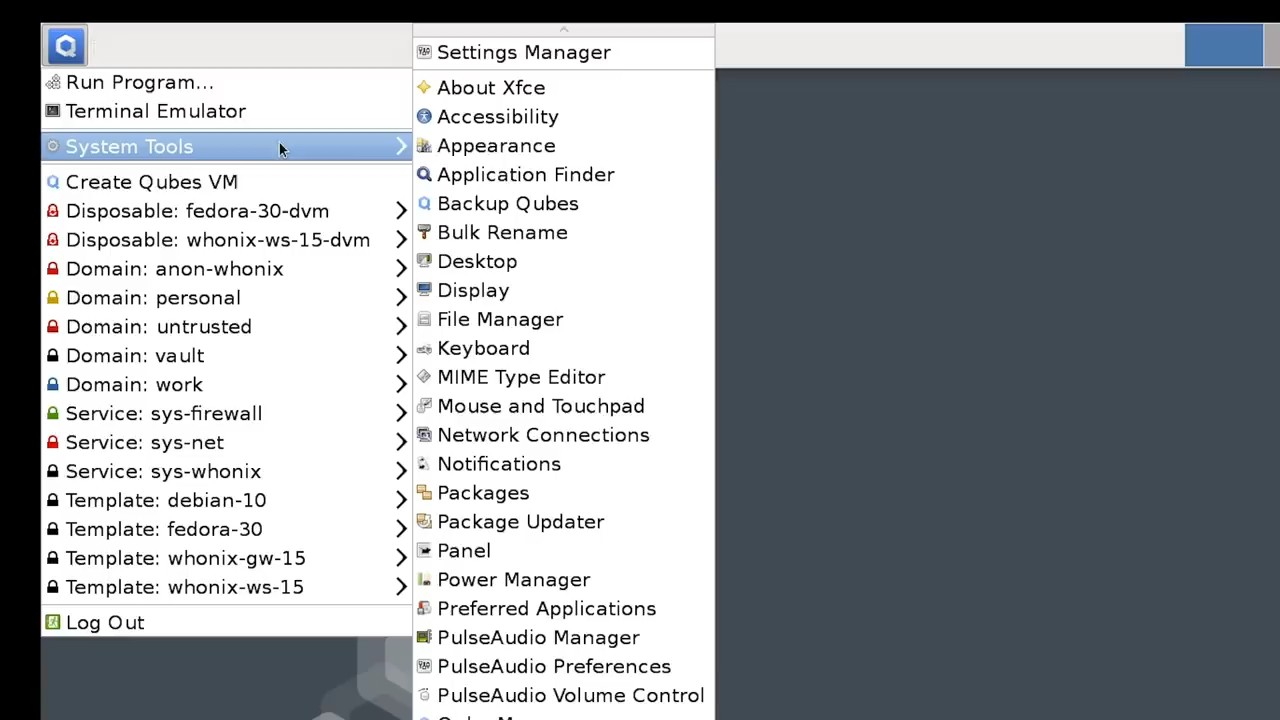 Run Program...
Terminal Emulator
System Tools
Create Qubes VM
Disposable: fedora-30-dvm
Disposable: whonix-ws-15-dvm
Domain: anon-whonix
Domain: personal
Domain: untrusted
Domain: vault
Domain: work
Service: sys-firewall
Service: sys-net
Service: sys-whonix
Template: debian-10
Template: fedora-30
Template: whonix-gw-15
Template: whonix-ws-15
Log Out
Settings Manager
About Xfce
Accessibility
Appearance
Application Finder
Backup Qubes
Bulk Rename
Desktop
Display
File Manager
Keyboard
MIME Type Editor
Mouse and Touchpad
Network Connections
Notifications
Packages
Package Updater
Panel
Power Manager
Preferred Applications
PulseAudio Manager
PulseAudio Preferences
PulseAudio Volume Control